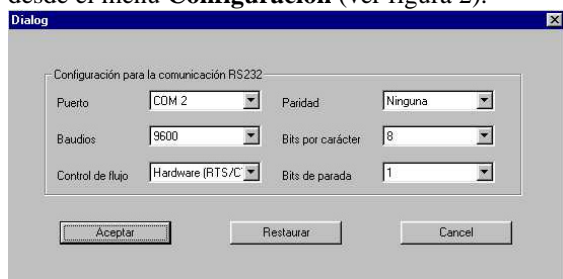 desde el menú Configuración (ver figura 2).
Dialog
Configuración para la comunicación RS232
Puerto COM 2 Paridad Ninguna
Baudios 9600 Bits por carácter 8
Control de flujo Hardware (RTS/C Bits de parada 1
Aceptar Restaurar Cancel